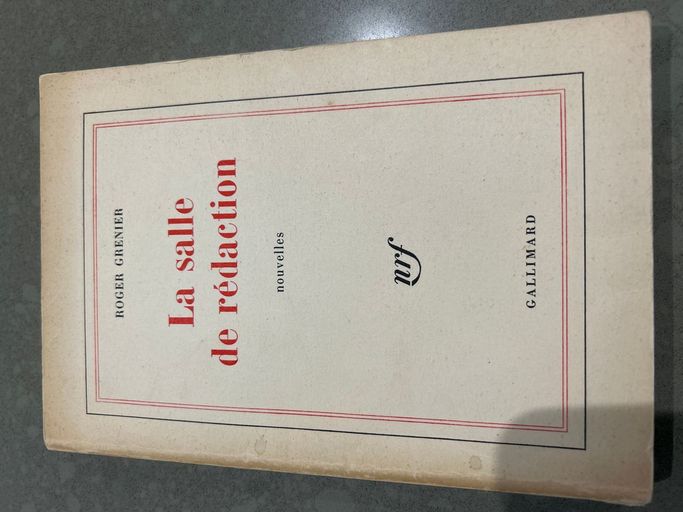 ROGER GRENIER
La salle
de rédaction
nouvelles
nrf
GALLIMARD